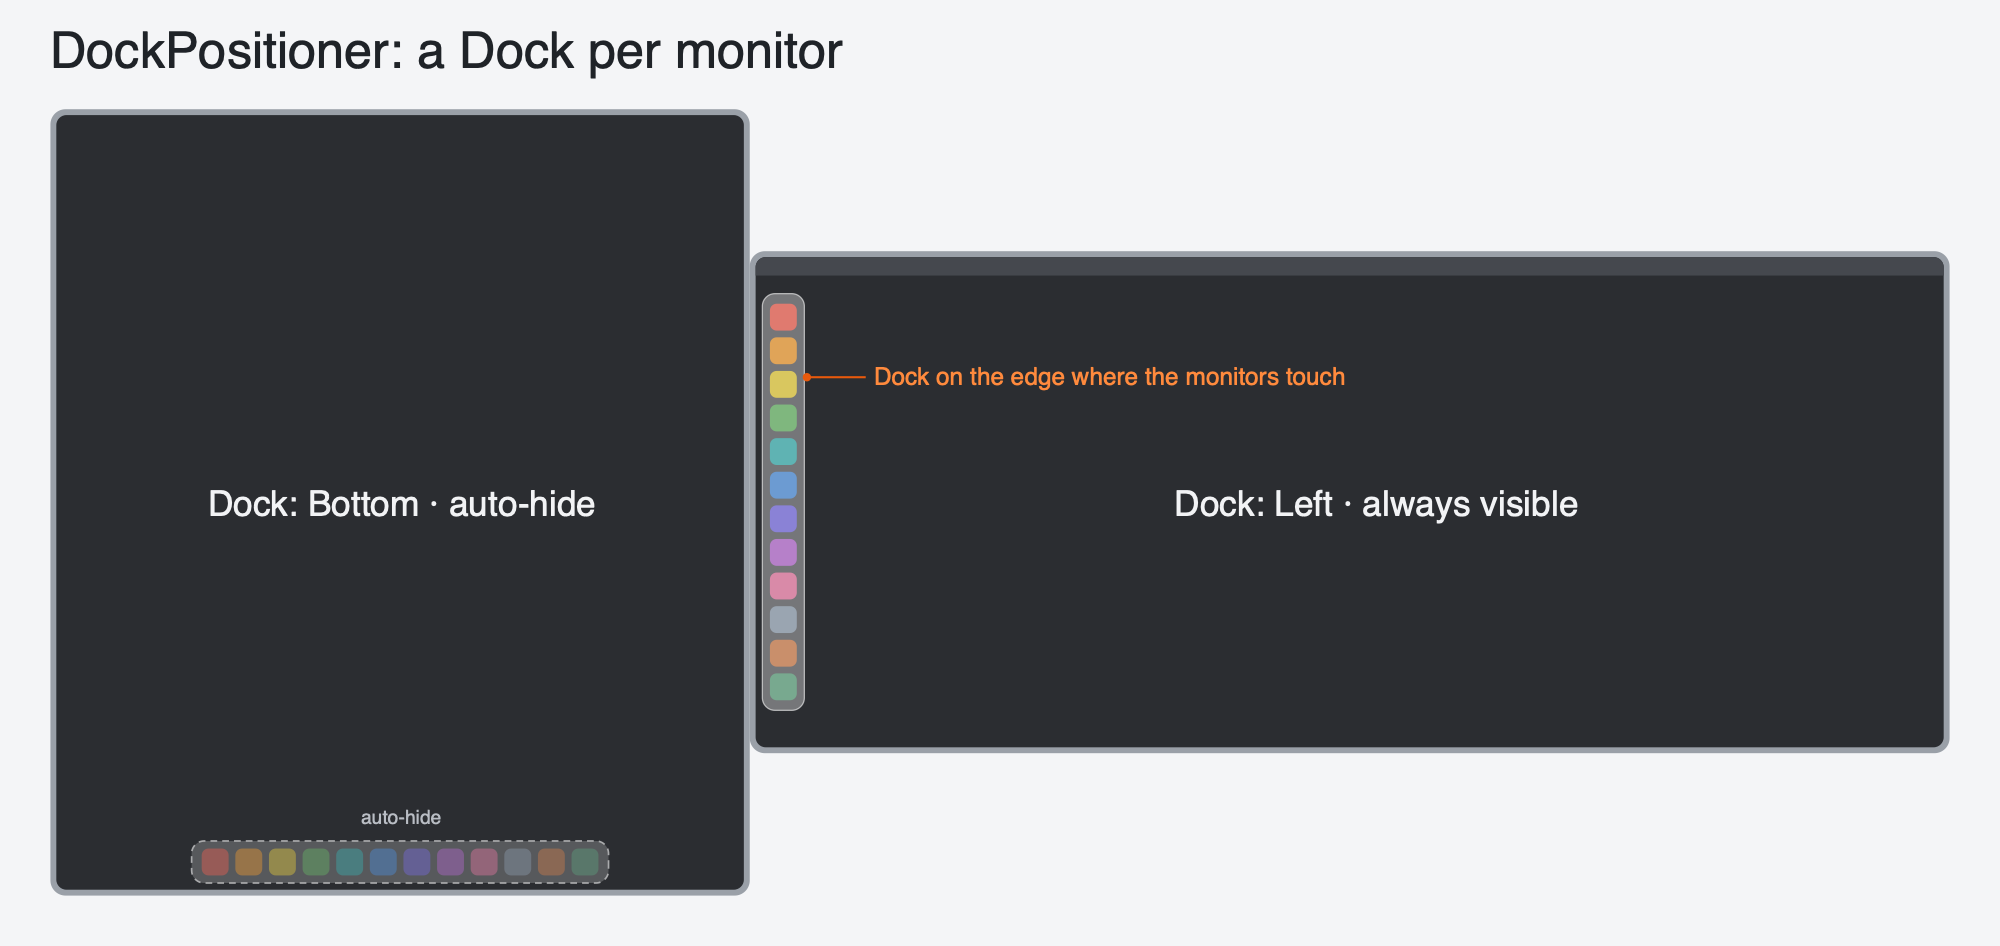 DockPositioner: a Dock per monitor
Dock on the edge where the monitors touch
Dock: Bottom · auto-hide
Dock: Left · always visible
auto-hide